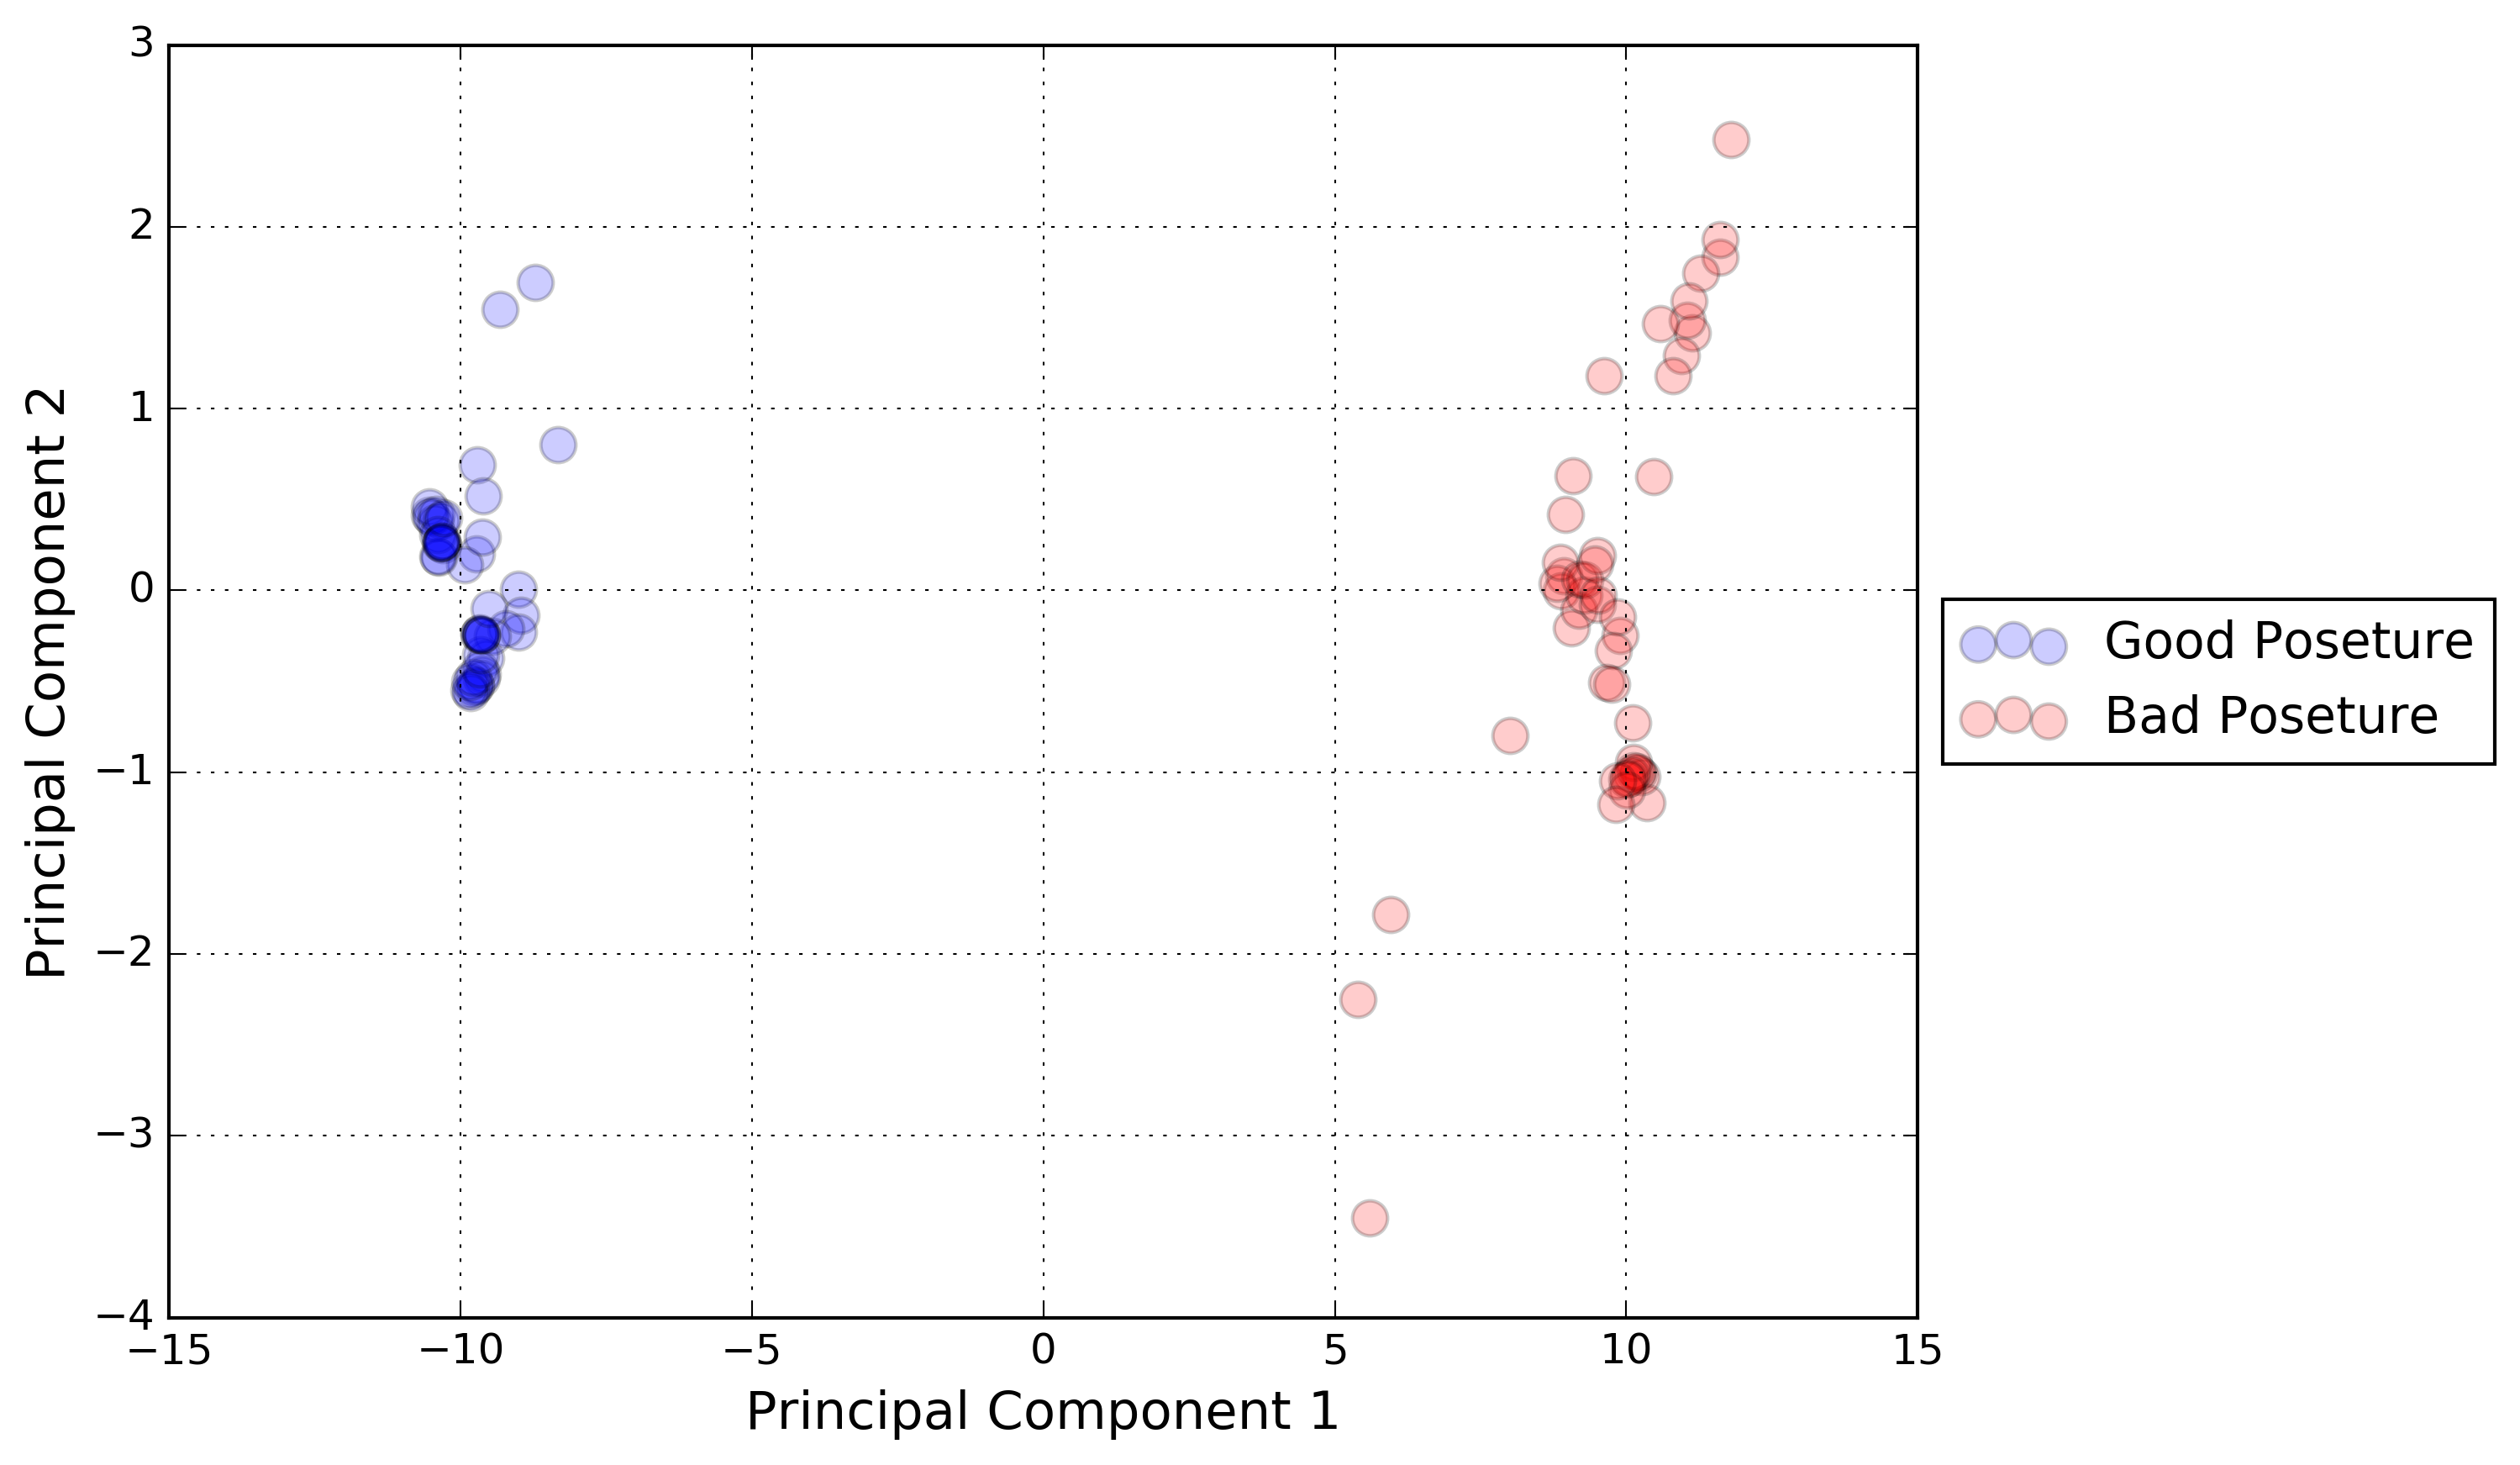 3
2
1
0
−1
−2
−3
−4
Principal Component 2
−15 −10 −5 0 5 10 15
Principal Component 1
Good Poseture
Bad Poseture